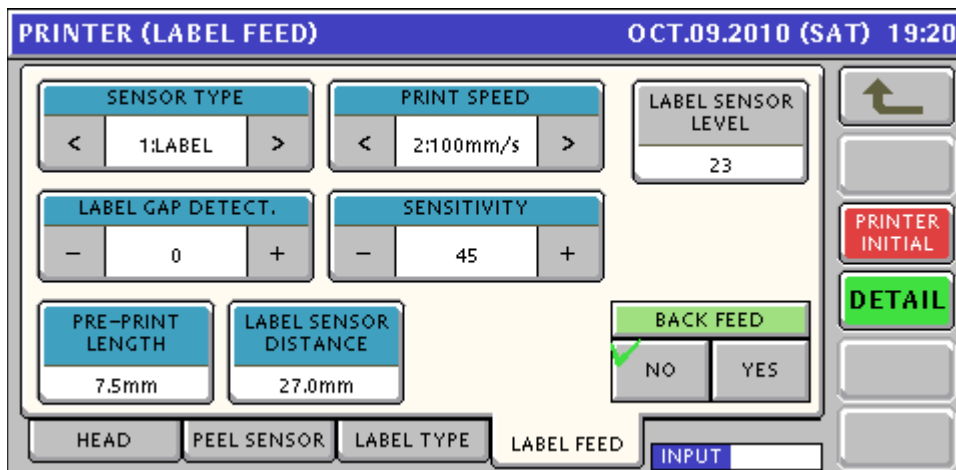 PRINTER (LABEL FEED)
OCT.09.2010 (SAT) 19:20
SENSOR TYPE
< 1:LABEL >
PRINT SPEED
< 2:100mm/s >
LABEL SENSOR
LEVEL
23
LABEL GAP DETECT.
− 0 +
SENSITIVITY
− 45 +
PRINTER
INITIAL
DETAIL
PRE-PRINT
LENGTH
7.5mm
LABEL SENSOR
DISTANCE
27.0mm
BACK FEED
NO YES
HEAD
PEEL SENSOR
LABEL TYPE
LABEL FEED
INPUT